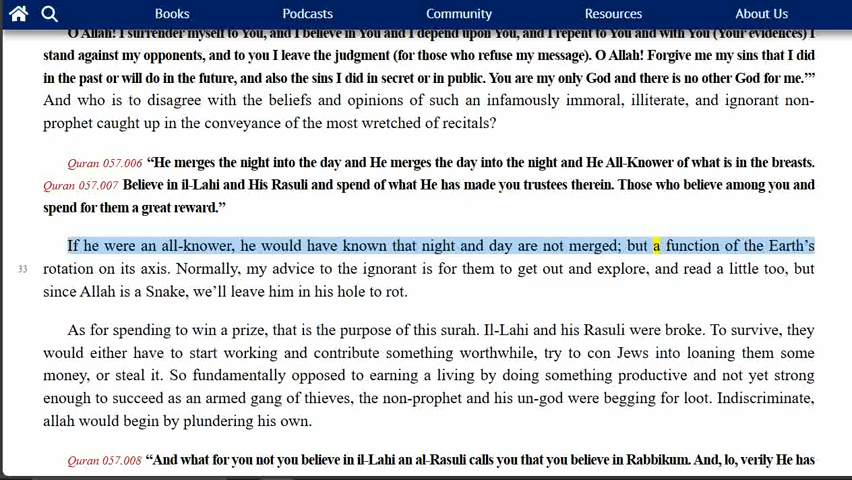 Books Podcasts Community Resources About Us
O Allah! I surrender myself to You, and I believe in You and I depend upon You, and I repent to You and with You (Your evidences) I
stand against my opponents, and to you I leave the judgment (for those who refuse my message). O Allah! Forgive me my sins that I did
in the past or will do in the future, and also the sins I did in secret or in public. You are my only God and there is no other God for me.’”
And who is to disagree with the beliefs and opinions of such an infamously immoral, illiterate, and ignorant non-
prophet caught up in the conveyance of the most wretched of recitals?
Quran 057.006 “He merges the night into the day and He merges the day into the night and He All-Knower of what is in the breasts.
Quran 057.007 Believe in il-Lahi and His Rasuli and spend of what He has made you trustees therein. Those who believe among you and
spend for them a great reward.”
If he were an all-knower, he would have known that night and day are not merged; but a function of the Earth’s
33 rotation on its axis. Normally, my advice to the ignorant is for them to get out and explore, and read a little too, but
since Allah is a Snake, we’ll leave him in his hole to rot.
As for spending to win a prize, that is the purpose of this surah. Il-Lahi and his Rasuli were broke. To survive, they
would either have to start working and contribute something worthwhile, try to con Jews into loaning them some
money, or steal it. So fundamentally opposed to earning a living by doing something productive and not yet strong
enough to succeed as an armed gang of thieves, the non-prophet and his un-god were begging for loot. Indiscriminate,
allah would begin by plundering his own.
Quran 057.008 “And what for you not you believe in il-Lahi an al-Rasuli calls you that you believe in Rabbikum. And, lo, verily He has